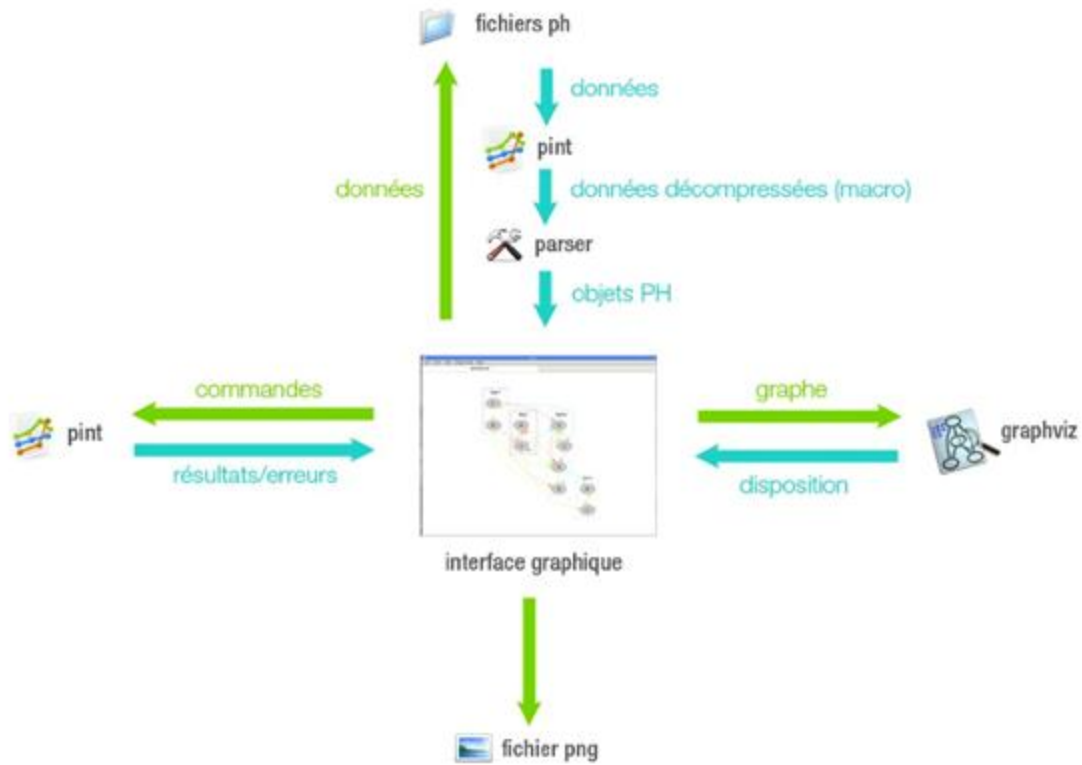 fichiers ph
données
pint
données
données décompressées (macro)
parser
objets PH
commandes
graphe
pint
graphviz
résultats/erreurs
disposition
interface graphique
fichier png